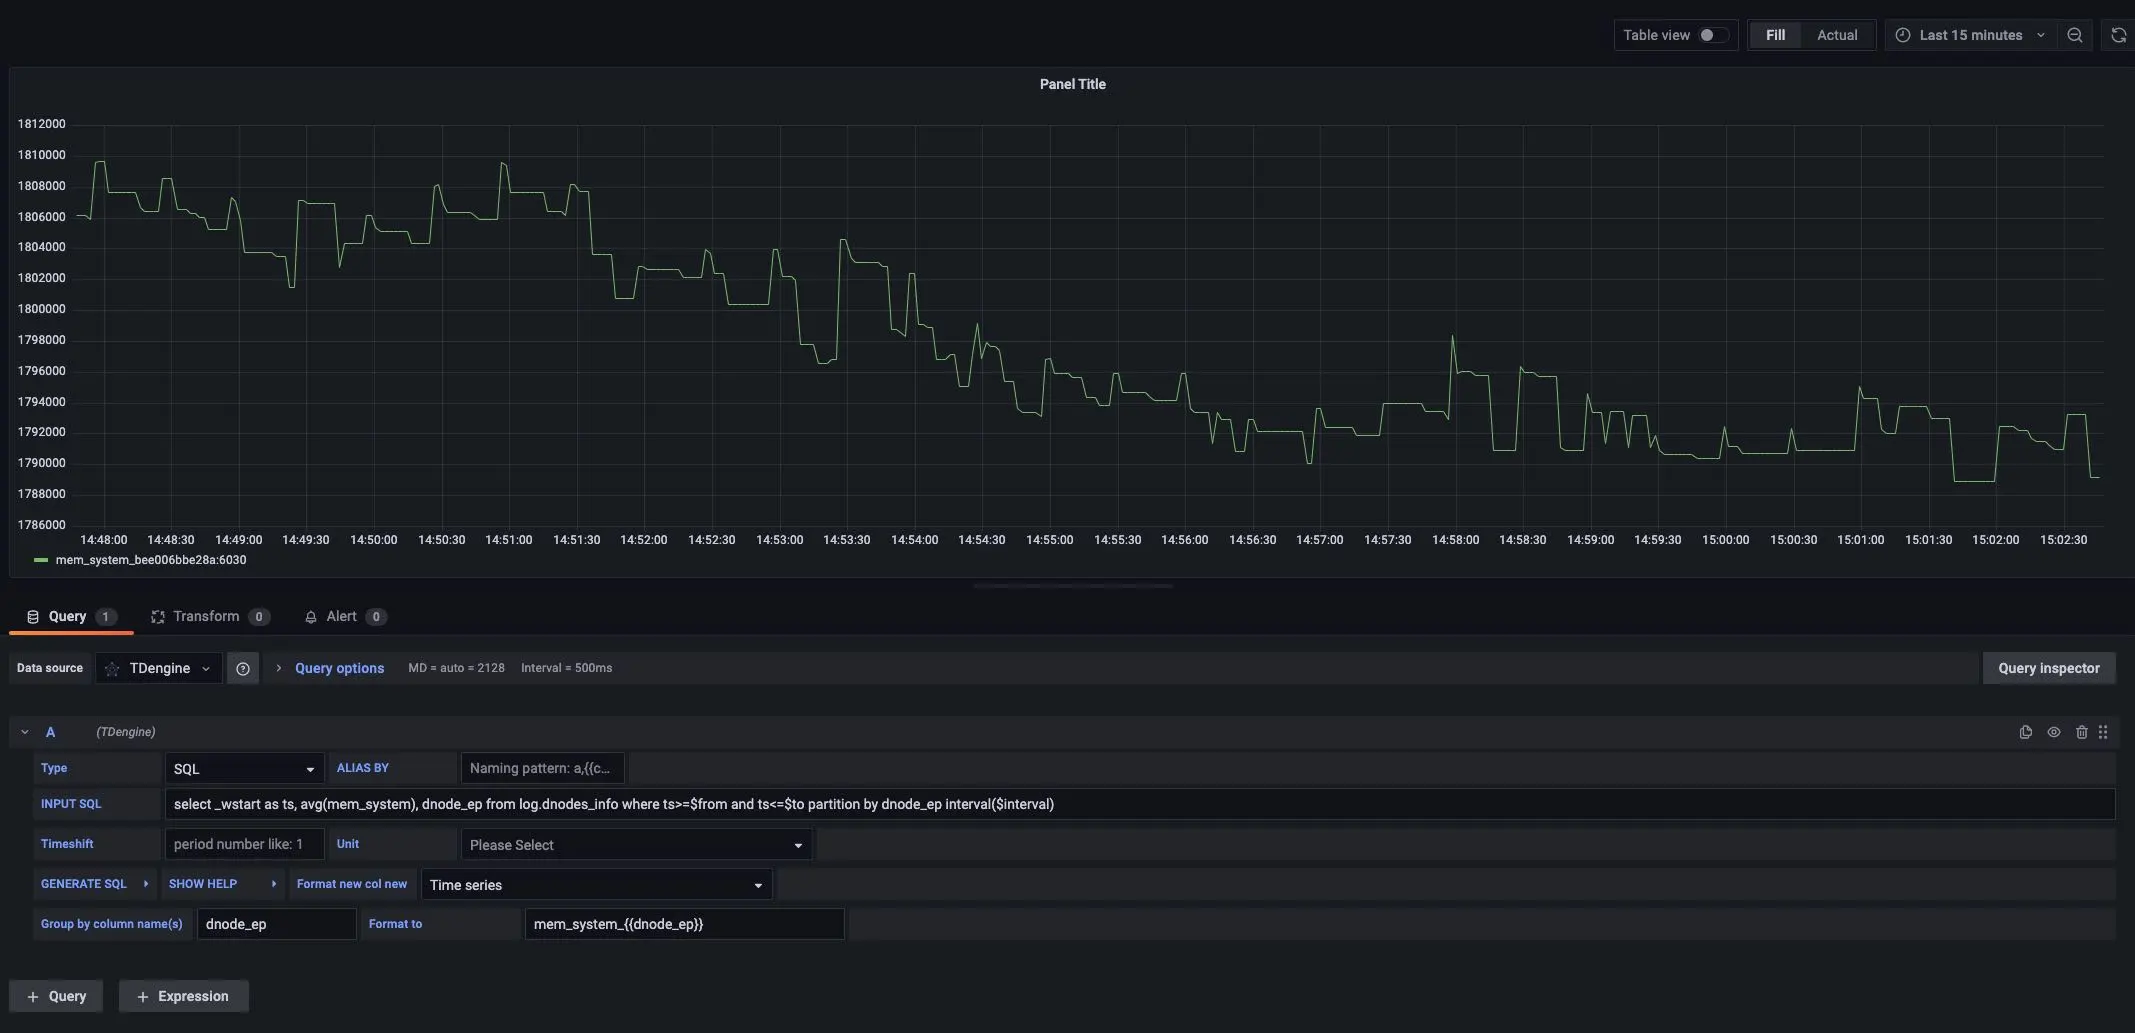 Table view Fill Actual Last 15 minutes
Panel Title
1812000
1810000
1808000
1806000
1804000
1802000
1800000
1798000
1796000
1794000
1792000
1790000
1788000
1786000
14:48:00 14:48:30 14:49:00 14:49:30 14:50:00 14:50:30 14:51:00 14:51:30 14:52:00 14:52:30 14:53:00 14:53:30 14:54:00 14:54:30 14:55:00 14:55:30 14:56:00 14:56:30 14:57:00 14:57:30 14:58:00 14:58:30 14:59:00 14:59:30 15:00:00 15:00:30 15:01:00 15:01:30 15:02:00 15:02:30
mem_system_bee006bbe28a:6030
Query 1 Transform 0 Alert 0
Data source TDengine Query options MD = auto = 2128 Interval = 500ms Query inspector
A (TDengine)
Type SQL ALIAS BY Naming pattern: a,{{c...
INPUT SQL select _wstart as ts, avg(mem_system), dnode_ep from log.dnodes_info where ts>=$from and ts<=$to partition by dnode_ep interval($interval)
Timeshift period number like: 1 Unit Please Select
GENERATE SQL SHOW HELP Format new col new Time series
Group by column name(s) dnode_ep Format to mem_system_{{dnode_ep}}
+ Query + Expression